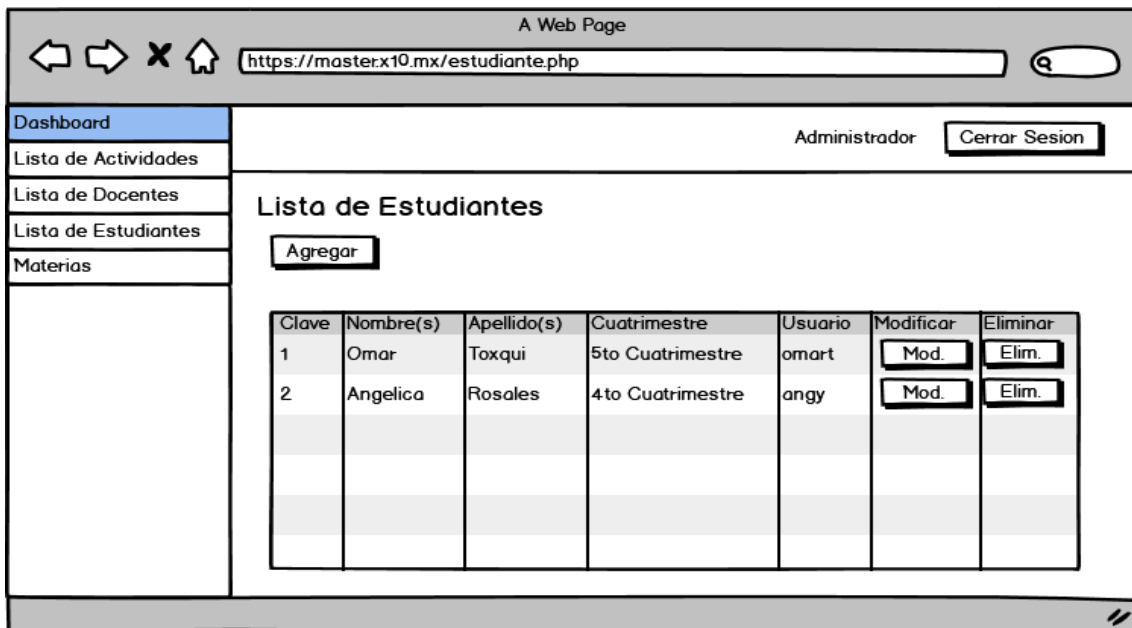 A Web Page
https://master.x10.mx/estudiante.php
Dashboard
Lista de Actividades
Lista de Docentes
Lista de Estudiantes
Materias
Administrador Cerrar Sesion
Lista de Estudiantes
Agregar
Clave Nombre(s) Apellido(s) Cuatrimestre Usuario Modificar Eliminar
1 Omar Toxqui 5to Cuatrimestre omart Mod. Elim.
2 Angelica Rosales 4to Cuatrimestre angy Mod. Elim.